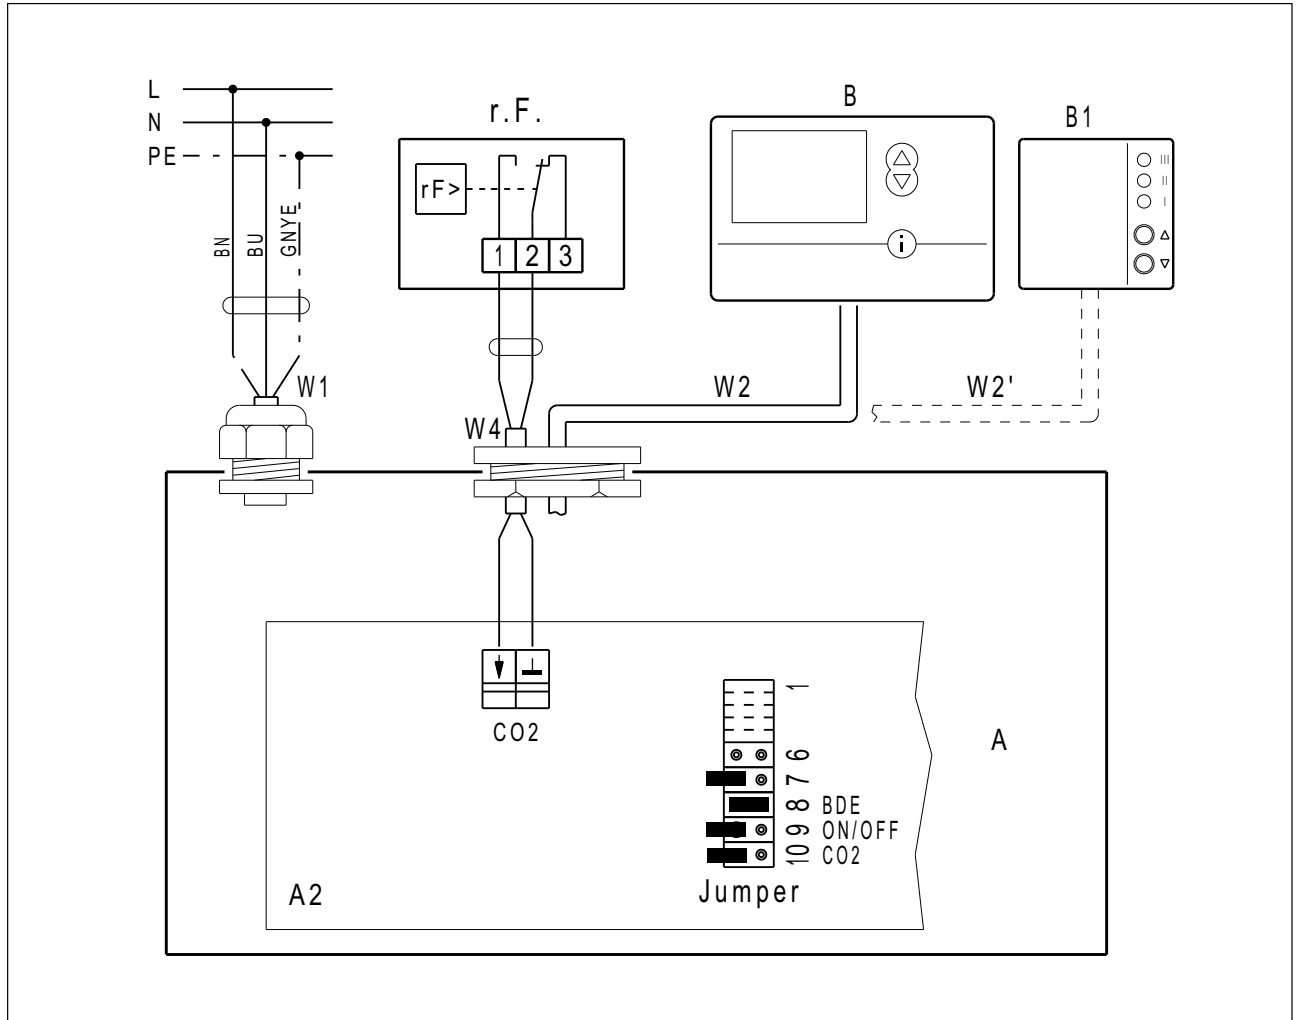 L
N
PE
BN
BU
GNYE
W1
r.F.
rF>
1 2 3
W4
B
i
W2
B1
III
II
I
W2'
CO2
1
6
7
8 BDE
9 ON/OFF
10 CO2
Jumper
A
A2